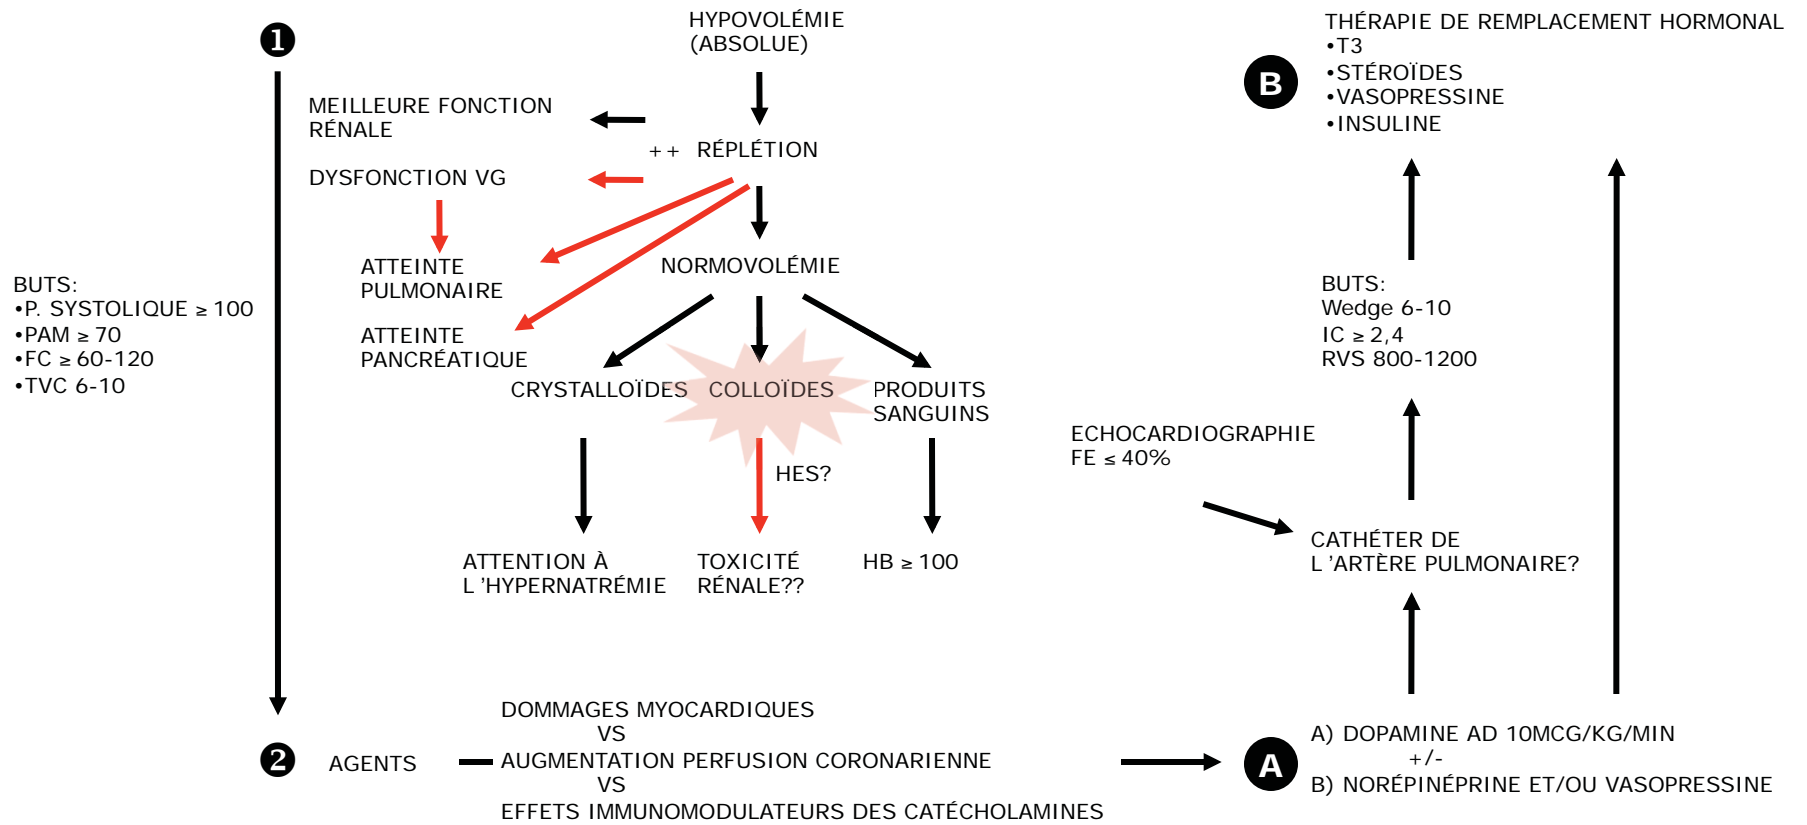 ❶
HYPOVOLÉMIE
(ABSOLUE)
MEILLEURE FONCTION
RÉNALE
++ RÉPLÉTION
DYSFONCTION VG
ATTEINTE
PULMONAIRE
NORMOVOLÉMIE
ATTEINTE
PANCRÉATIQUE
BUTS:
•P. SYSTOLIQUE ≥ 100
•PAM ≥ 70
•FC ≥ 60-120
•TVC 6-10
CRYSTALLOÏDES
COLLOÏDES
PRODUITS
SANGUINS
HES?
ATTENTION À
L 'HYPERNATRÉMIE
TOXICITÉ
RÉNALE??
HB ≥ 100
❷
AGENTS
DOMMAGES MYOCARDIQUES
VS
AUGMENTATION PERFUSION CORONARIENNE
VS
EFFETS IMMUNOMODULATEURS DES CATÉCHOLAMINES
A
A) DOPAMINE AD 10MCG/KG/MIN
+/-
B) NORÉPINÉPRINE ET/OU VASOPRESSINE
ECHOCARDIOGRAPHIE
FE ≤ 40%
CATHÉTER DE
L 'ARTÈRE PULMONAIRE?
BUTS:
Wedge 6-10
IC ≥ 2,4
RVS 800-1200
B
THÉRAPIE DE REMPLACEMENT HORMONAL
•T3
•STÉROÏDES
•VASOPRESSINE
•INSULINE